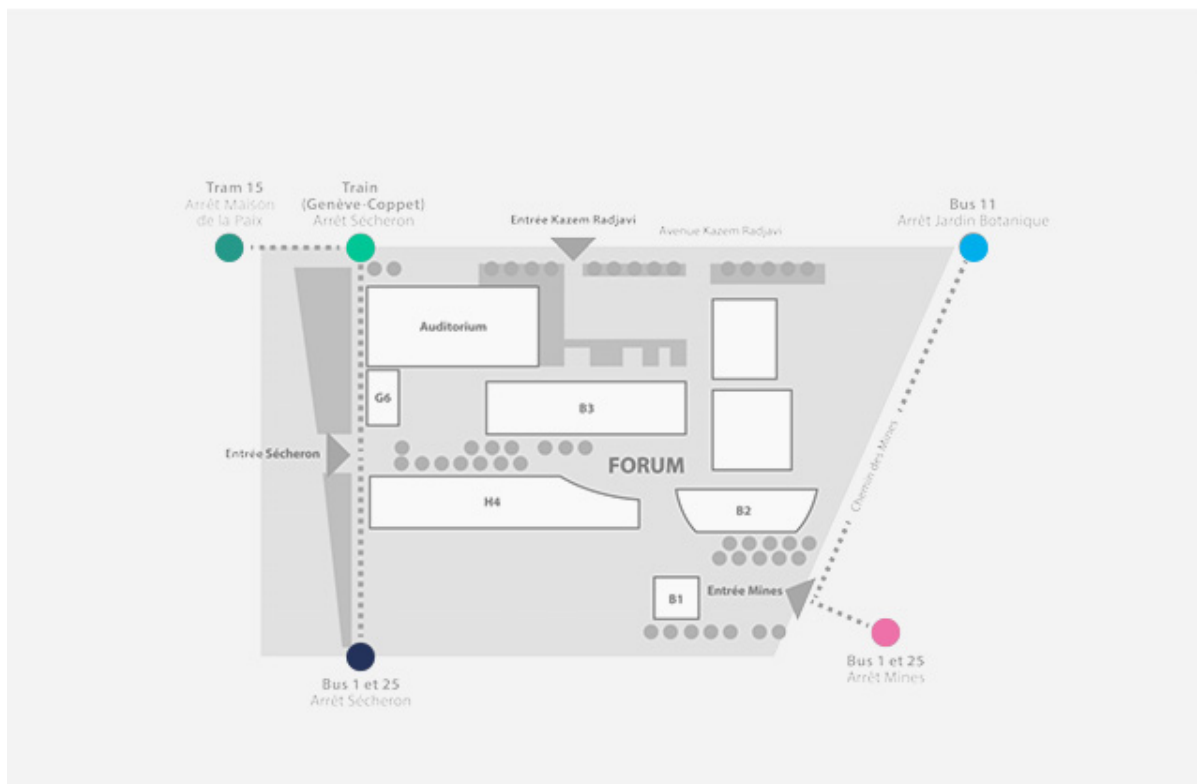 Tram 15
Arrêt Maison
de la Paix
Train
(Genève-Coppet)
Arrêt Sécheron
Entrée Kazem Radjavi
Avenue Kazem Radjavi
Bus 11
Arrêt Jardin Botanique
Auditorium
G6
B3
Entrée Sécheron
FORUM
H4
B2
Chemin des Mines
B1
Entrée Mines
Bus 1 et 25
Arrêt Sécheron
Bus 1 et 25
Arrêt Mines